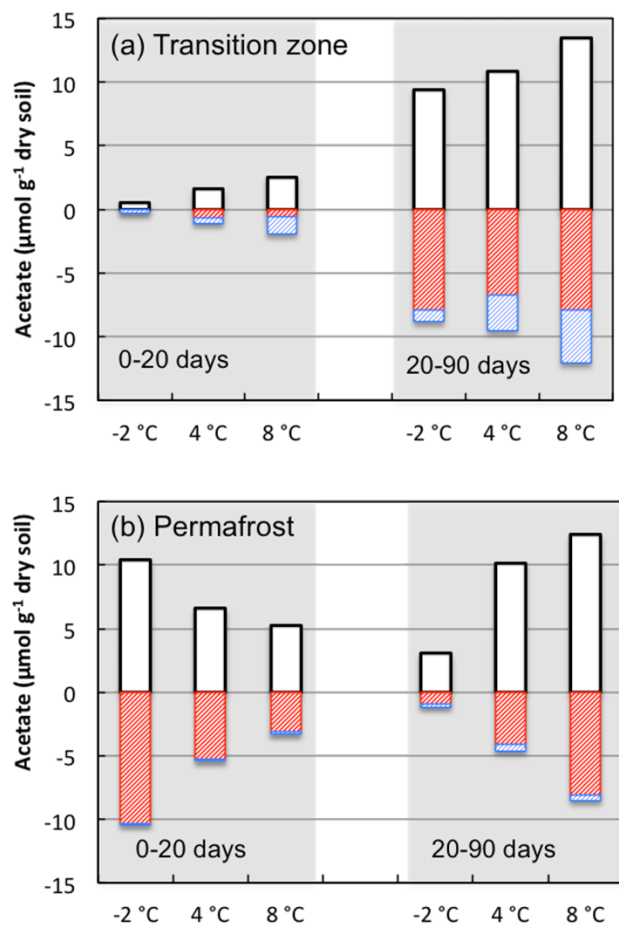 (a) Transition zone
Acetate (µmol g⁻¹ dry soil)
15
10
5
0
-5
-10
-15
0-20 days
20-90 days
-2 °C 4 °C 8 °C -2 °C 4 °C 8 °C
(b) Permafrost
Acetate (µmol g⁻¹ dry soil)
15
10
5
0
-5
-10
-15
0-20 days
20-90 days
-2 °C 4 °C 8 °C -2 °C 4 °C 8 °C